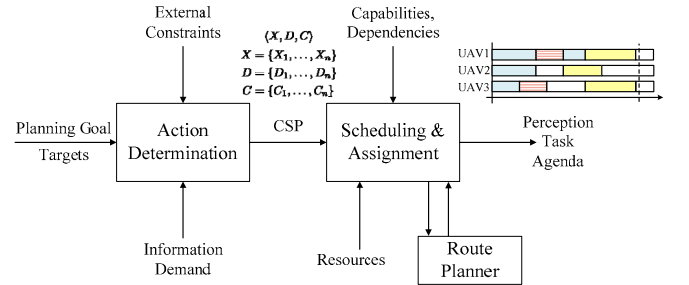 External
Constraints
⟨X, D, C⟩
X = {X₁, . . . , Xₙ}
D = {D₁, . . . , Dₙ}
C = {C₁, . . . , Cₙ}
Capabilities,
Dependencies
UAV1
UAV2
UAV3
Planning Goal
Targets
Action
Determination
CSP
Scheduling &
Assignment
Perception
Task
Agenda
Information
Demand
Resources
Route
Planner